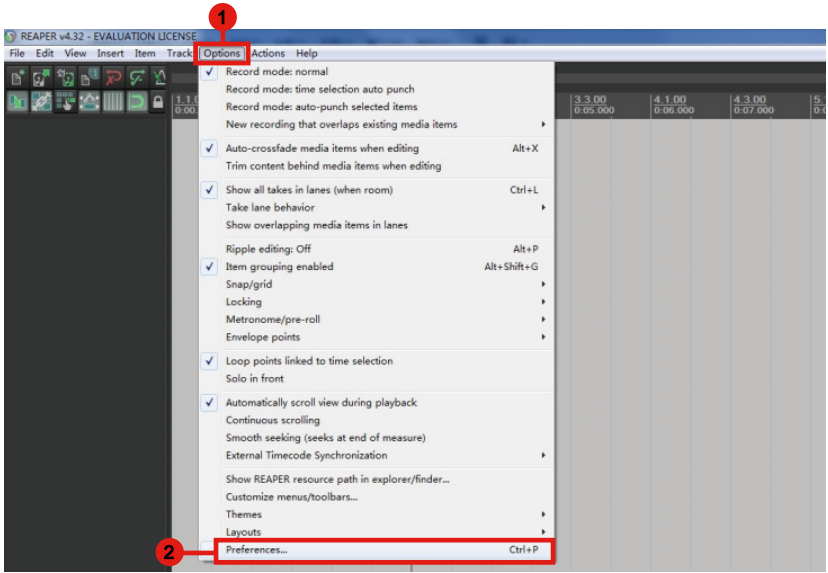 1
REAPER v4.32 - EVALUATION LICENSE
File Edit View Insert Item Track Options Actions Help
Record mode: normal
Record mode: time selection auto punch
Record mode: auto-punch selected items
New recording that overlaps existing media items
Auto-crossfade media items when editing Alt+X
Trim content behind media items when editing
Show all takes in lanes (when room) Ctrl+L
Take lane behavior
Show overlapping media items in lanes
Ripple editing: Off Alt+P
Item grouping enabled Alt+Shift+G
Snap/grid
Locking
Metronome/pre-roll
Envelope points
Loop points linked to time selection
Solo in front
Automatically scroll view during playback
Continuous scrolling
Smooth seeking (seeks at end of measure)
External Timecode Synchronization
Show REAPER resource path in explorer/finder...
Customize menus/toolbars...
Themes
Layouts
2 Preferences... Ctrl+P
3.3.00 4.1.00 4.3.00
0:05.000 0:06.000 0:07.000